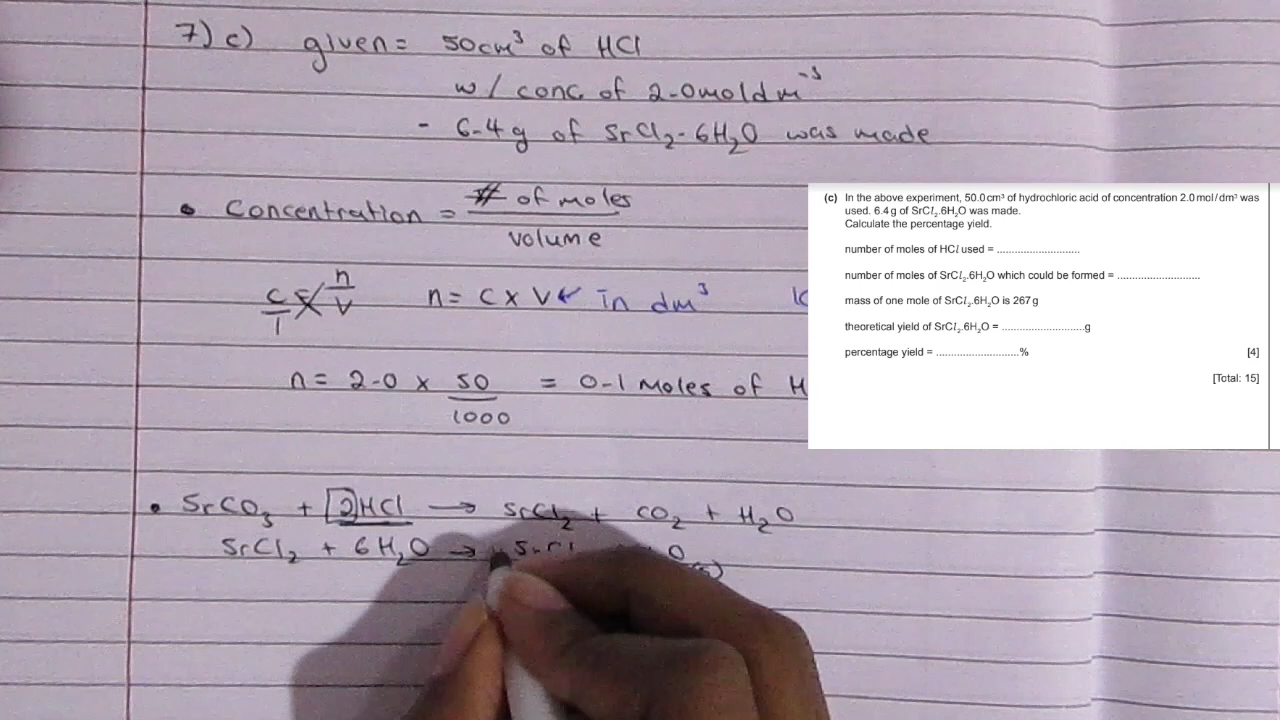 7) c) given = 50cm³ of HCl
w/ conc. of 2.0moldm⁻³
- 6.4g of SrCl₂.6H₂O was made
• Concentration = # of moles
volume
c = n
1 v
n = c x v ← in dm³
n = 2.0 x 50 = 0.1 moles of H
1000
• SrCO₃ + 2HCl → SrCl₂ + CO₂ + H₂O
SrCl₂ + 6H₂O →
(c) In the above experiment, 50.0 cm³ of hydrochloric acid of concentration 2.0 mol/dm³ was
used. 6.4 g of SrCl₂.6H₂O was made.
Calculate the percentage yield.
number of moles of HCl used = ............................
number of moles of SrCl₂.6H₂O which could be formed = ............................
mass of one mole of SrCl₂.6H₂O is 267 g
theoretical yield of SrCl₂.6H₂O = ............................g
percentage yield = ............................% [4]
[Total: 15]